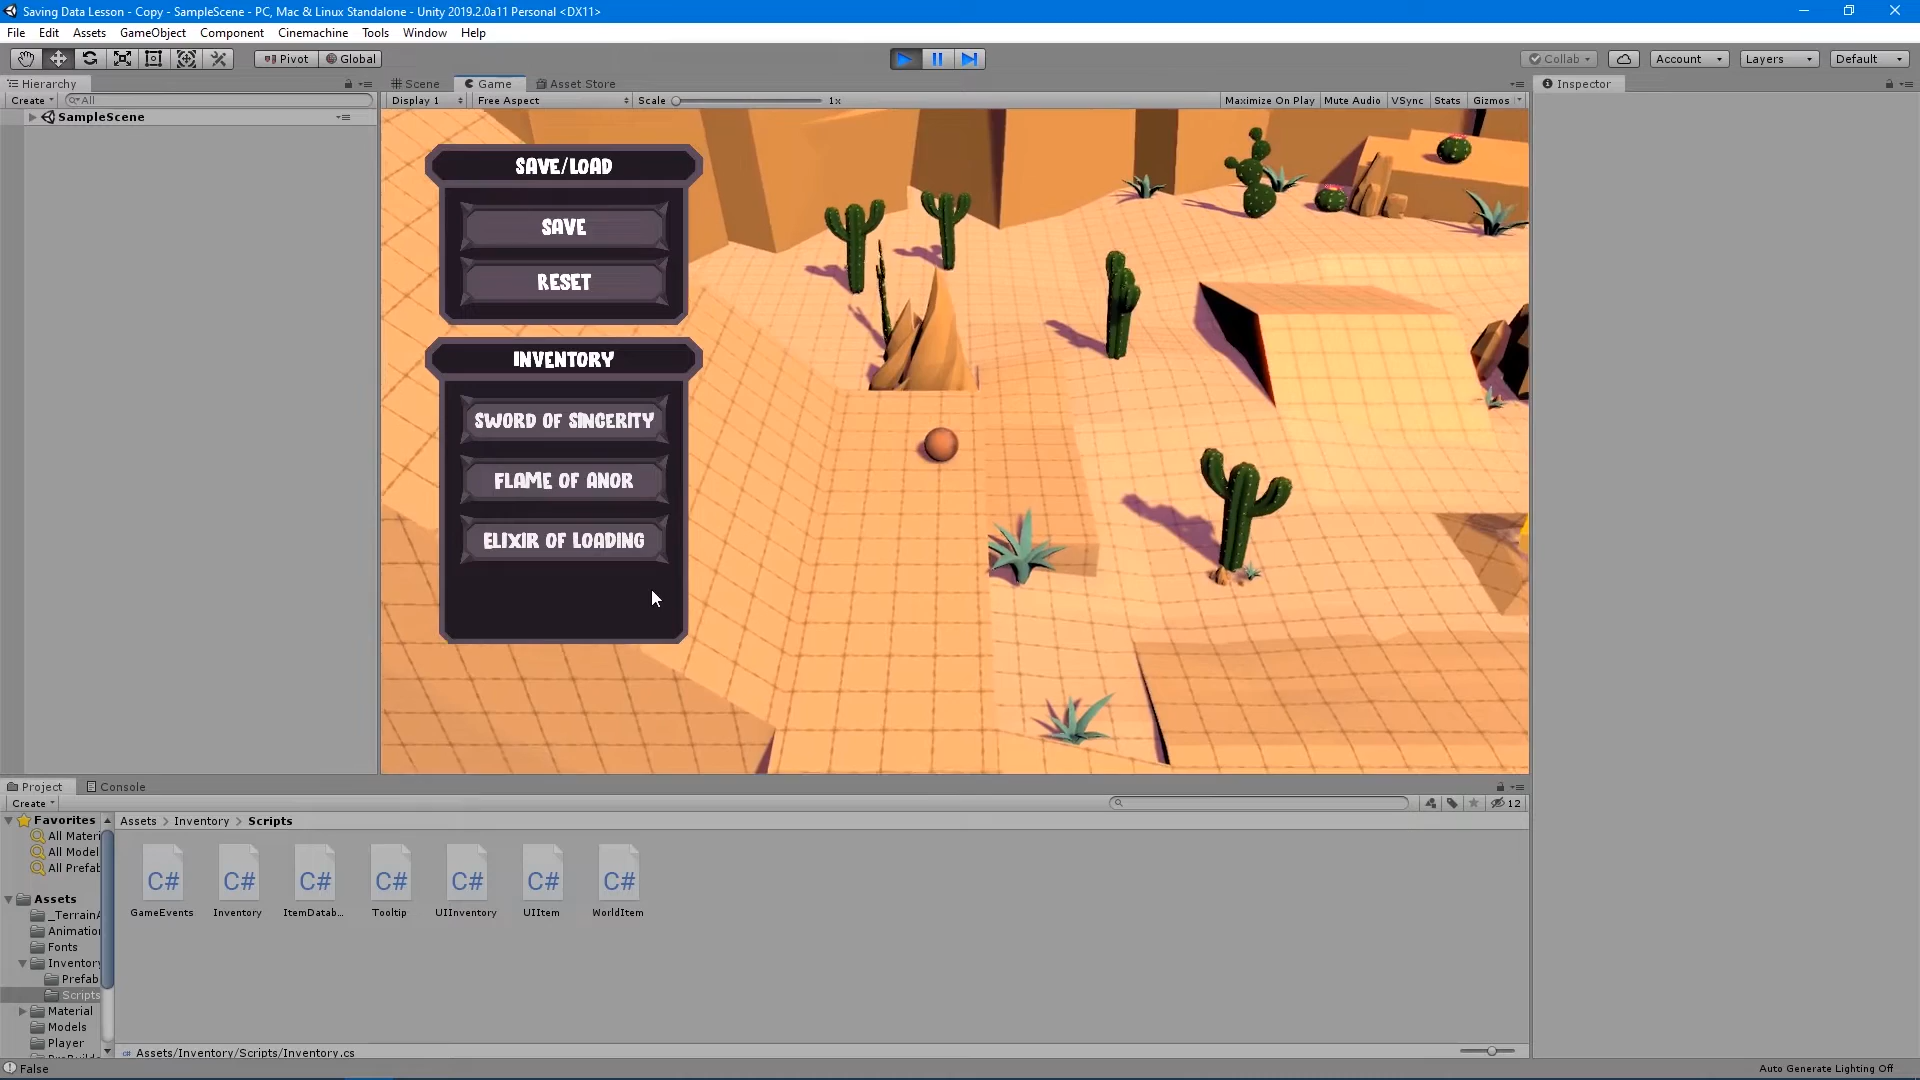 Saving Data Lesson - Copy - SampleScene - PC, Mac & Linux Standalone - Unity 2019.2.0a11 Personal <DX11>
File Edit Assets GameObject Component Cinemachine Tools Window Help
Pivot Global
Collab Account Layers Default
Hierarchy
Create All
SampleScene
Scene Game Asset Store
Display 1 Free Aspect Scale 1x Maximize On Play Mute Audio VSync Stats Gizmos
Inspector
SAVE/LOAD
SAVE
RESET
INVENTORY
SWORD OF SINCERITY
FLAME OF ANOR
ELIXIR OF LOADING
Project Console
Create
12
Favorites
All Materi
All Model
All Prefab
Assets
_TerrainA
Animation
Fonts
Inventory
Prefab
Scripts
Material
Models
Player
Assets > Inventory > Scripts
C# C# C# C# C# C# C#
GameEvents Inventory ItemDatab... Tooltip UIInventory UIItem WorldItem
Assets/Inventory/Scripts/Inventory.cs
False
Auto Generate Lighting Off